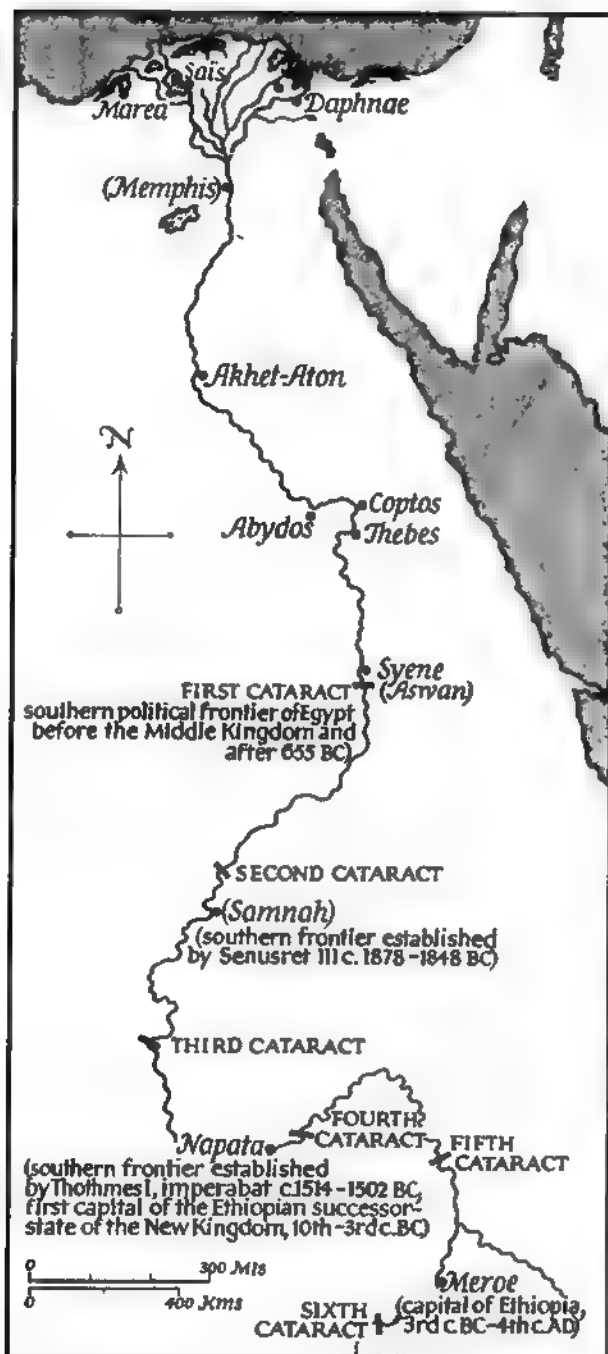 Saïs
Marea
Daphnae
(Memphis)
Akhet-Aton
N
Coptos
Abydos
Thebes
Syene
(Aswan)
FIRST CATARACT
southern political frontier of Egypt
before the Middle Kingdom and
after 655 BC)
SECOND CATARACT
(Samnah)
(southern frontier established
by Senusret III c. 1878–1848 BC)
THIRD CATARACT
FOURTH
CATARACT
Napata
FIFTH
CATARACT
(southern frontier established
by Thothmes I, imperabat c.1514–1502 BC,
first capital of the Ethiopian successor-
state of the New Kingdom, 10th–3rd c. BC)
0 300 Mls
0 400 Kms
Meroe
(capital of Ethiopia,
3rd c. BC–4th c. AD)
SIXTH
CATARACT